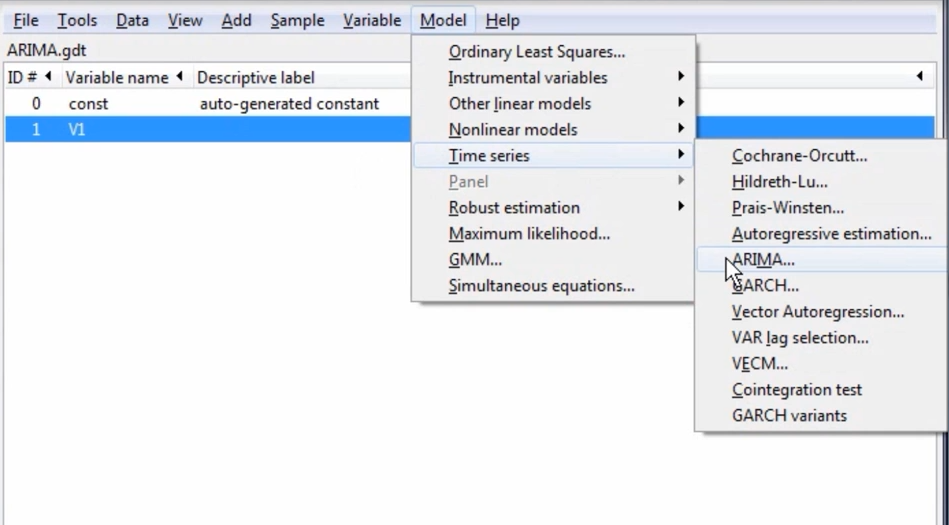 File Tools Data View Add Sample Variable Model Help
ARIMA.gdt
ID # Variable name Descriptive label
0 const auto-generated constant
1 V1
Ordinary Least Squares...
Instrumental variables
Other linear models
Nonlinear models
Time series
Panel
Robust estimation
Maximum likelihood...
GMM...
Simultaneous equations...
Cochrane-Orcutt...
Hildreth-Lu...
Prais-Winsten...
Autoregressive estimation...
ARIMA...
GARCH...
Vector Autoregression...
VAR lag selection...
VECM...
Cointegration test
GARCH variants